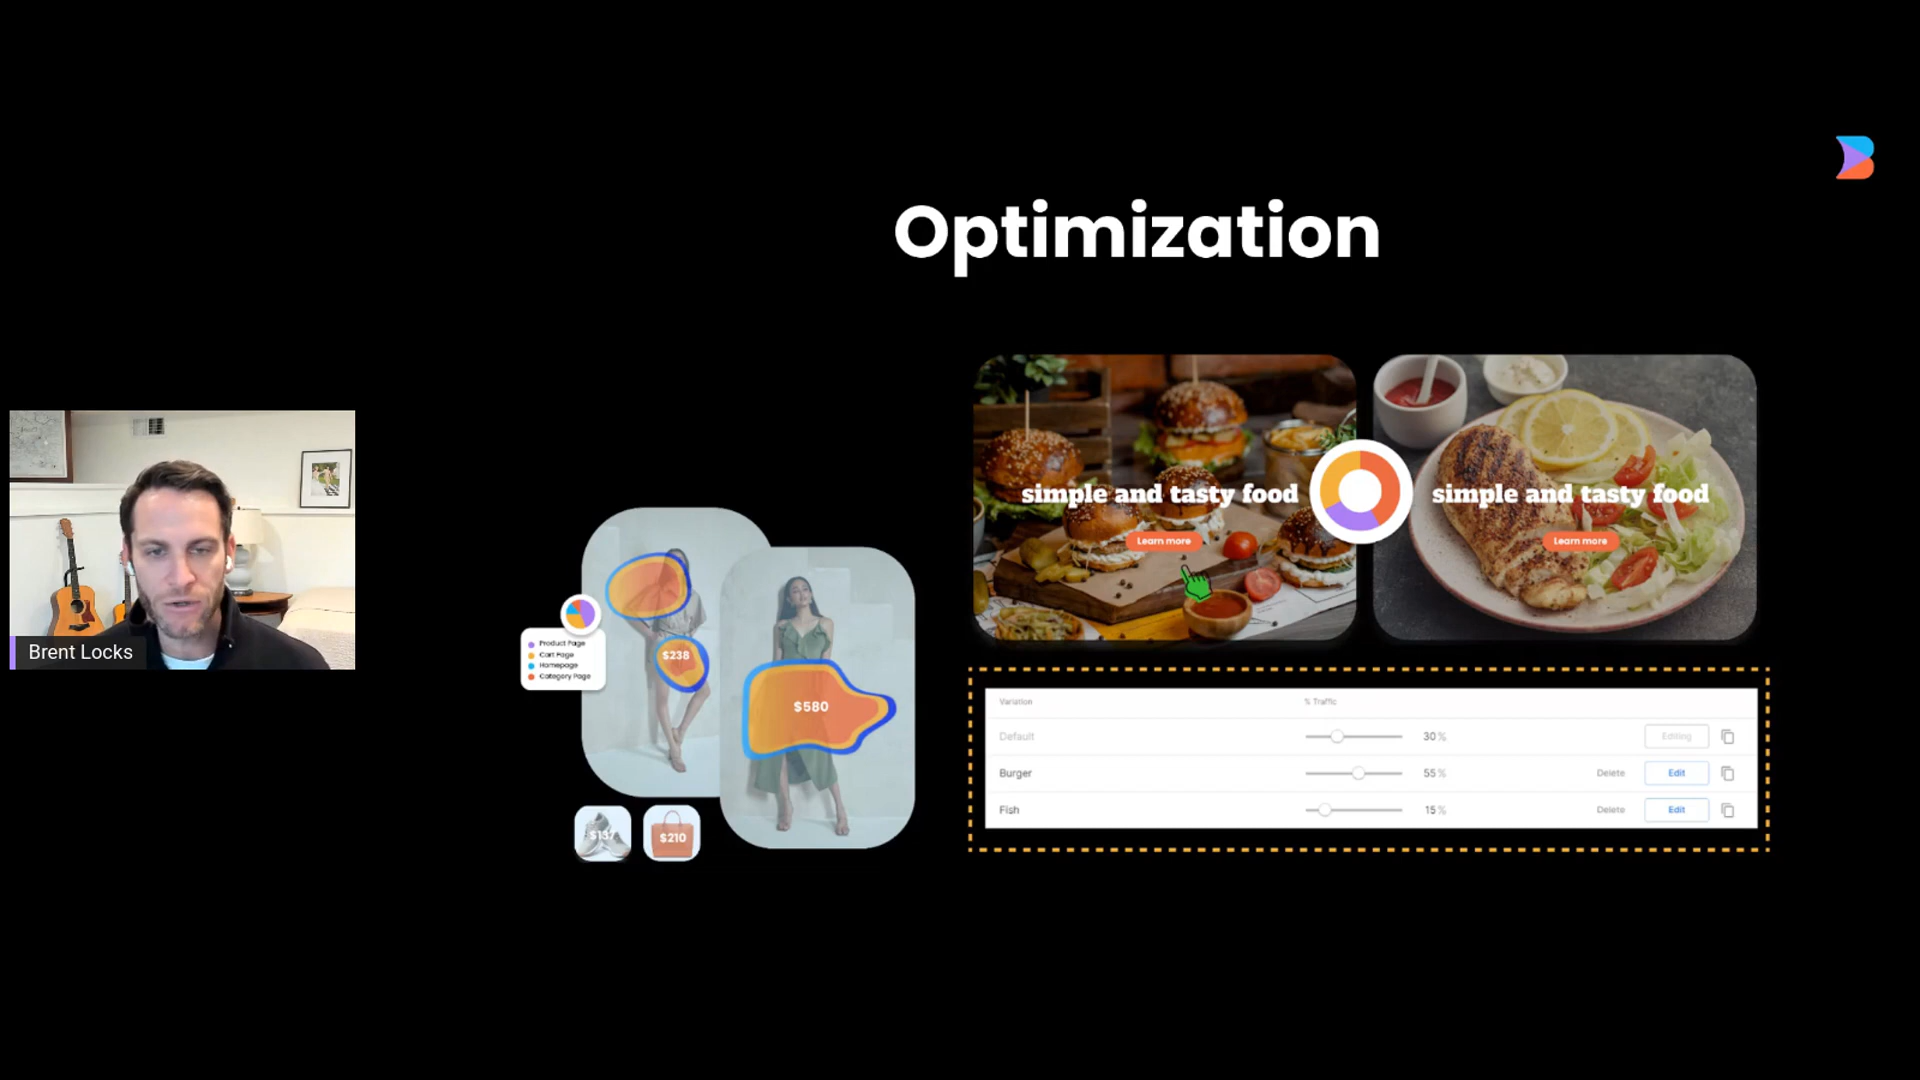 Optimization
Brent Locks
Product Page
Cart Page
Homepage
Category Page
$238
$580
$137
$210
simple and tasty food
Learn more
simple and tasty food
Learn more
Variation % Traffic
Default 30% Editing
Burger 55% Delete Edit
Fish 15% Delete Edit